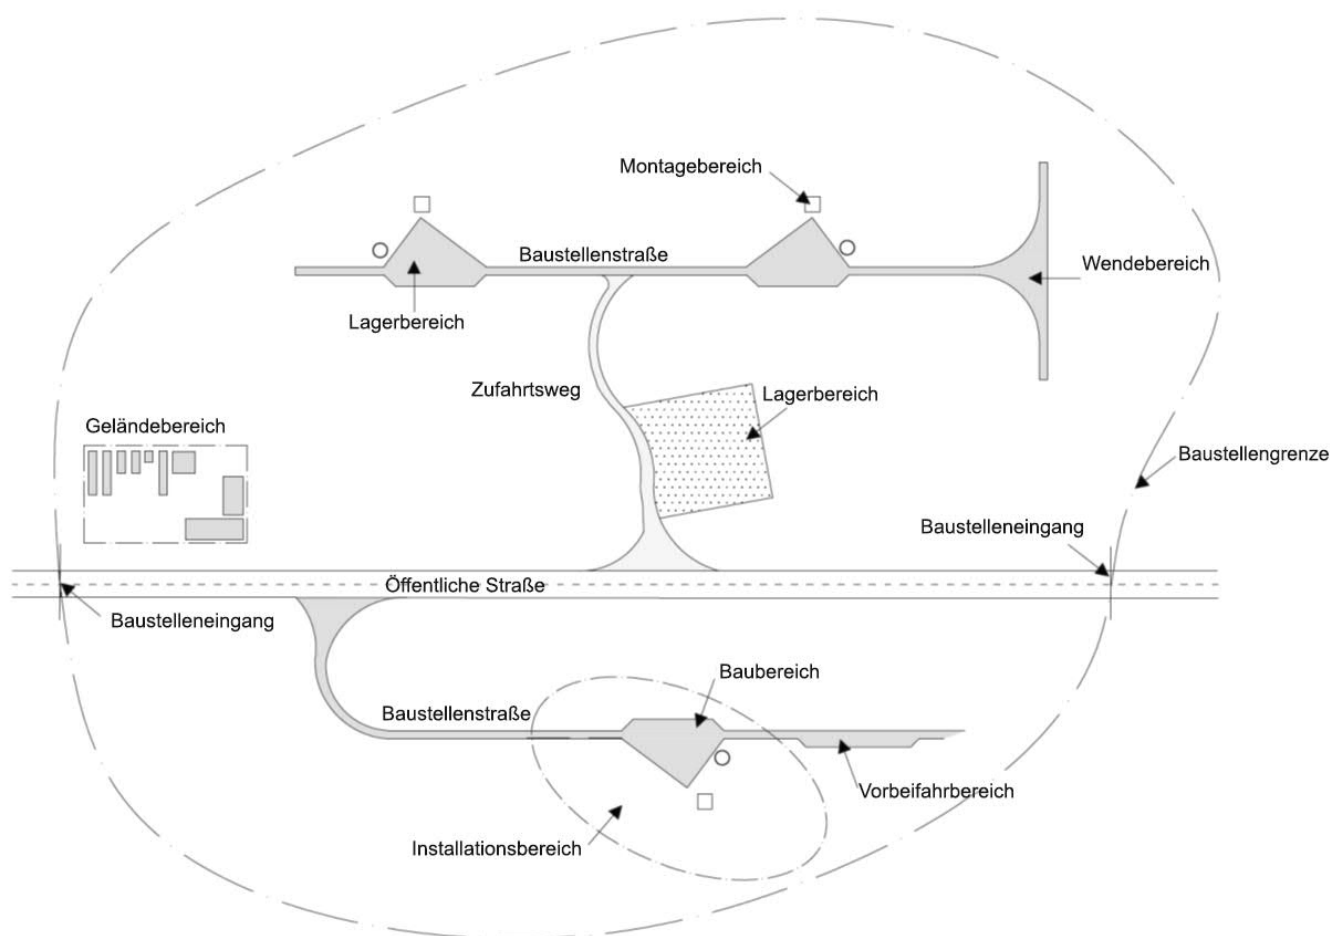 Montagebereich
Baustellenstraße
Wendebereich
Lagerbereich
Zufahrtsweg
Lagerbereich
Geländebereich
Baustellengrenze
Baustelleneingang
Öffentliche Straße
Baustelleneingang
Baubereich
Baustellenstraße
Vorbeifahrbereich
Installationsbereich